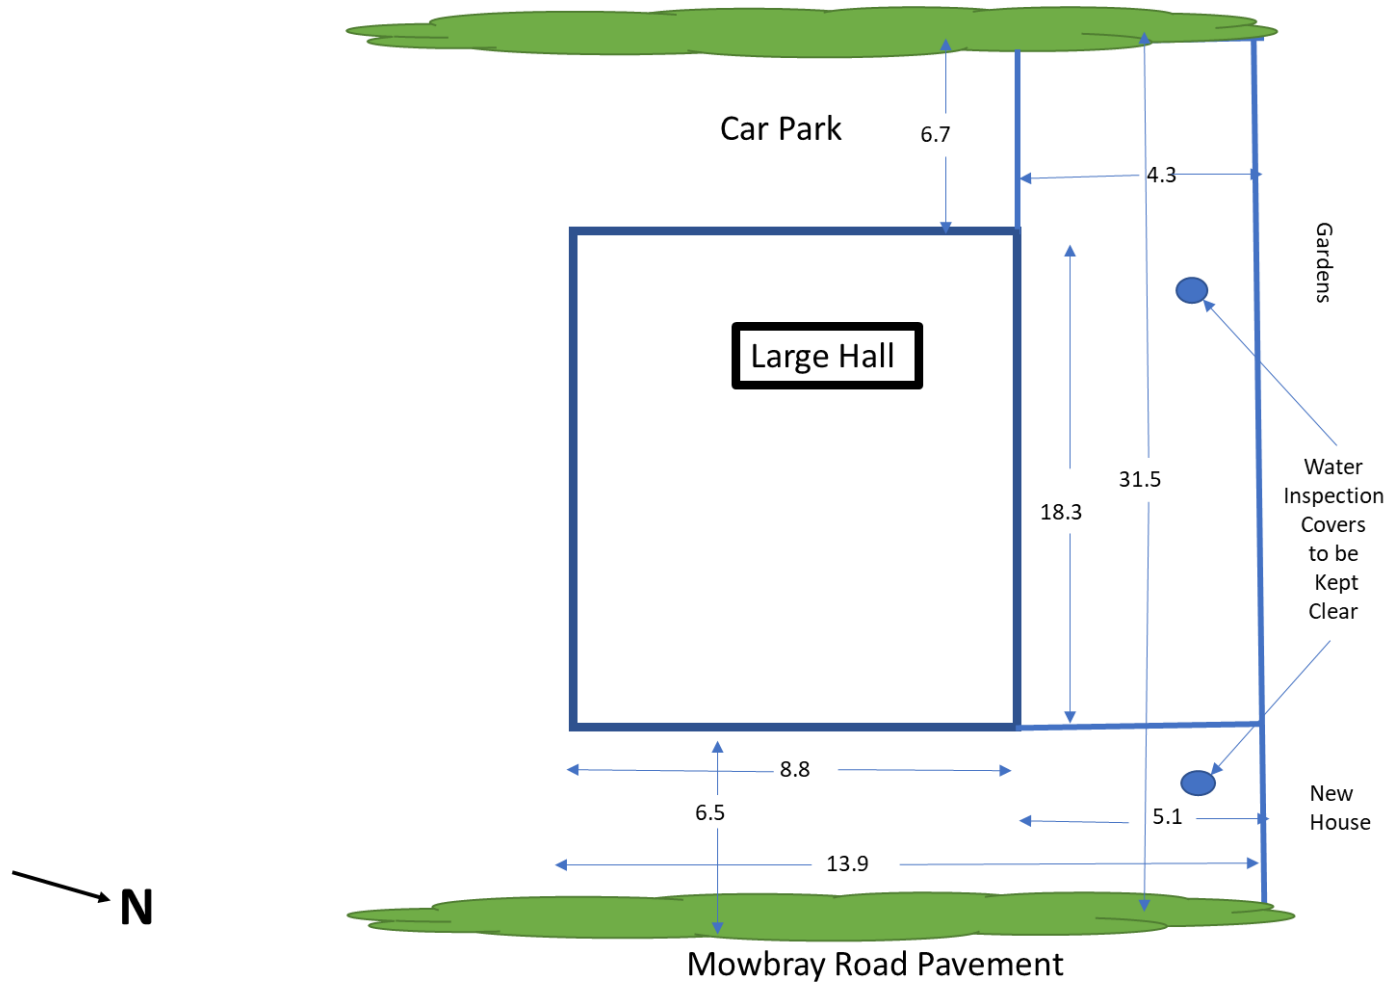 Car Park
6.7
4.3
Gardens
Large Hall
Water
Inspection
Covers
to be
Kept
Clear
31.5
18.3
8.8
6.5
5.1
New
House
13.9
N
Mowbray Road Pavement